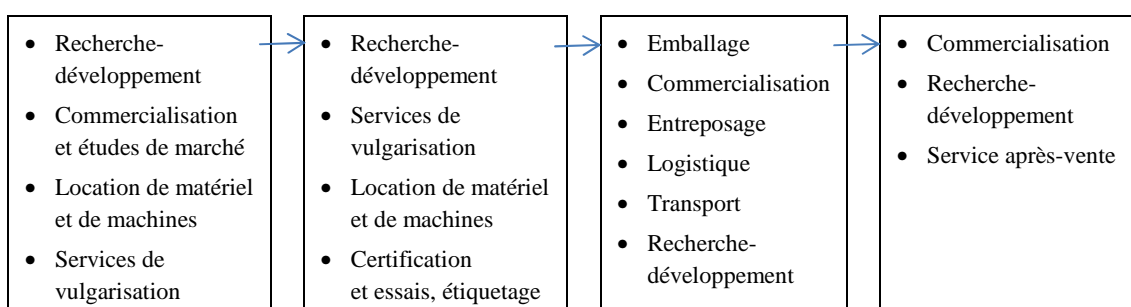 • Recherche-
développement
• Commercialisation
et études de marché
• Location de matériel
et de machines
• Services de
vulgarisation
• Recherche-
développement
• Services de
vulgarisation
• Location de matériel
et de machines
• Certification
et essais, étiquetage
• Emballage
• Commercialisation
• Entreposage
• Logistique
• Transport
• Recherche-
développement
• Commercialisation
• Recherche-
développement
• Service après-vente